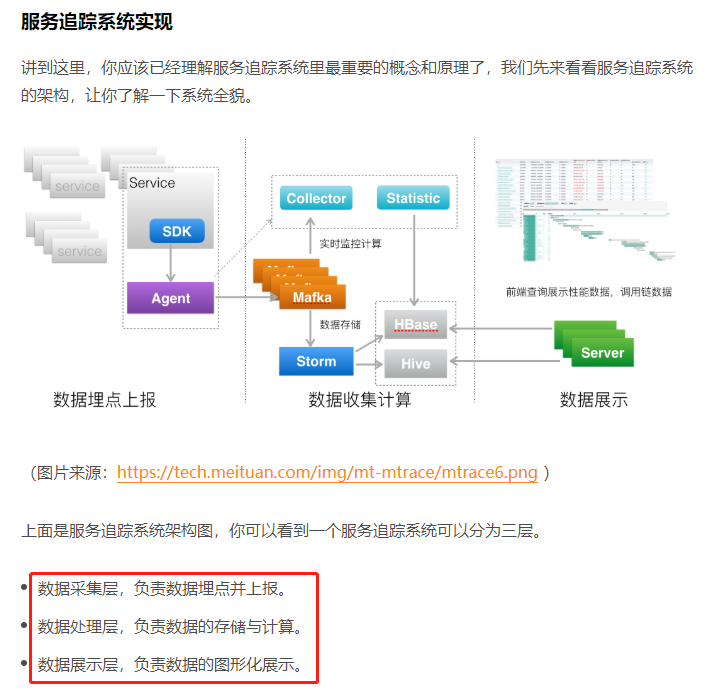 服务追踪系统实现
讲到这里，你应该已经理解服务追踪系统里最重要的概念和原理了，我们先来看看服务追踪系统
的架构，让你了解一下系统全貌。
service
Service
service
SDK
Agent
Collector
Statistic
实时监控计算
Mafka
数据存储
HBase
Storm
Hive
前端查询展示性能数据，调用链数据
Server
数据埋点上报
数据收集计算
数据展示
（图片来源：https://tech.meituan.com/img/mt-mtrace/mtrace6.png ）
上面是服务追踪系统架构图，你可以看到一个服务追踪系统可以分为三层。
数据采集层，负责数据埋点并上报。
数据处理层，负责数据的存储与计算。
数据展示层，负责数据的图形化展示。